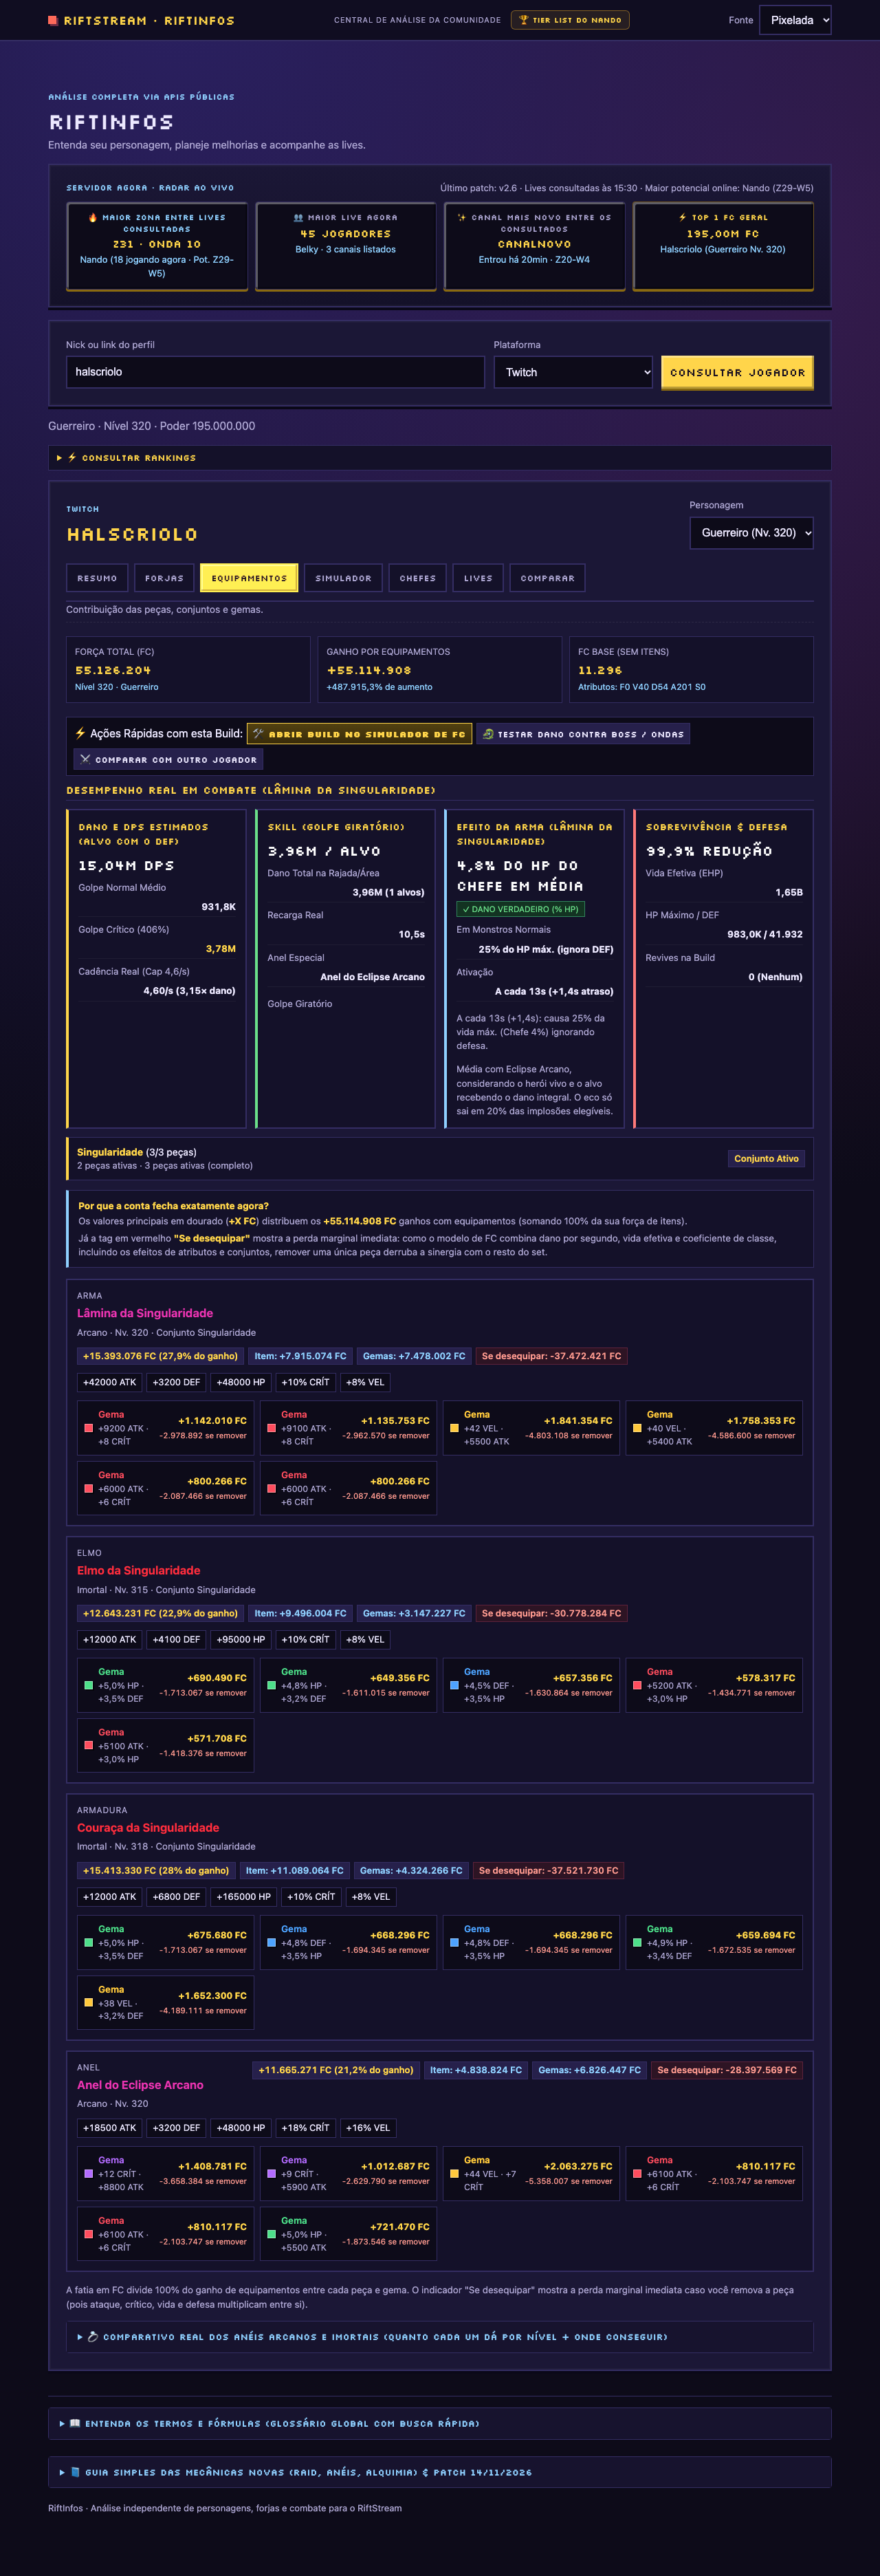 RIFTSTREAM · RIFTINFOS
CENTRAL DE ANÁLISE DA COMUNIDADE
🏆 TIER LIST DO NANDO
Fonte
Pixelada
ANÁLISE COMPLETA VIA APIS PÚBLICAS
RIFTINFOS
Entenda seu personagem, planeje melhorias e acompanhe as lives.
SERVIDOR AGORA · RADAR AO VIVO
Último patch: v2.6 · Lives consultadas às 15:30 · Maior potencial online: Nando (Z29-W5)
🔥 MAIOR ZONA ENTRE LIVES
CONSULTADAS
Z31 · ONDA 10
Nando (18 jogando agora · Pot. Z29-
W5)
👥 MAIOR LIVE AGORA
45 JOGADORES
Belky · 3 canais listados
✨ CANAL MAIS NOVO ENTRE OS
CONSULTADOS
CANALNOVO
Entrou há 20min · Z20-W4
⚡ TOP 1 FC GERAL
195,00M FC
Halscriolo (Guerreiro Nv. 320)
Nick ou link do perfil
halscriolo
Plataforma
Twitch
CONSULTAR JOGADOR
Guerreiro · Nível 320 · Poder 195.000.000
▶ ⚡ CONSULTAR RANKINGS
TWITCH
HALSCRIOLO
Personagem
Guerreiro (Nv. 320)
RESUMO
FORJAS
EQUIPAMENTOS
SIMULADOR
CHEFES
LIVES
COMPARAR
Contribuição das peças, conjuntos e gemas.
FORÇA TOTAL (FC)
55.126.204
Nível 320 · Guerreiro
GANHO POR EQUIPAMENTOS
+55.114.908
+487.915,3% de aumento
FC BASE (SEM ITENS)
11.296
Atributos: F0 V40 D54 A201 S0
⚡ Ações Rápidas com esta Build:
🛠️ ABRIR BUILD NO SIMULADOR DE FC
🐲 TESTAR DANO CONTRA BOSS / ONDAS
⚔️ COMPARAR COM OUTRO JOGADOR
DESEMPENHO REAL EM COMBATE (LÂMINA DA SINGULARIDADE)
DANO E DPS ESTIMADOS
(ALVO COM 0 DEF)
15,04M DPS
Golpe Normal Médio
931,8K
Golpe Crítico (406%)
3,78M
Cadência Real (Cap 4,6/s)
4,60/s (3,15× dano)
SKILL (GOLPE GIRATÓRIO)
3,96M / ALVO
Dano Total na Rajada/Área
3,96M (1 alvos)
Recarga Real
10,5s
Anel Especial
Anel do Eclipse Arcano
Golpe Giratório
EFEITO DA ARMA (LÂMINA DA
SINGULARIDADE)
4,8% DO HP DO
CHEFE EM MÉDIA
✓ DANO VERDADEIRO (% HP)
Em Monstros Normais
25% do HP máx. (ignora DEF)
Ativação
A cada 13s (+1,4s atraso)
A cada 13s (+1,4s): causa 25% da
vida máx. (Chefe 4%) ignorando
defesa.
Média com Eclipse Arcano,
considerando o herói vivo e o alvo
recebendo o dano integral. O eco só
sai em 20% das implosões elegíveis.
SOBREVIVÊNCIA & DEFESA
99,9% REDUÇÃO
Vida Efetiva (EHP)
1,65B
HP Máximo / DEF
983,0K / 41.932
Revives na Build
0 (Nenhum)
Singularidade (3/3 peças)
2 peças ativas · 3 peças ativas (completo)
Conjunto Ativo
Por que a conta fecha exatamente agora?
Os valores principais em dourado (+X FC) distribuem os +55.114.908 FC ganhos com equipamentos (somando 100% da sua força de itens).
Já a tag em vermelho "Se desequipar" mostra a perda marginal imediata: como o modelo de FC combina dano por segundo, vida efetiva e coeficiente de classe,
incluindo os efeitos de atributos e conjuntos, remover uma única peça derruba a sinergia com o resto do set.
ARMA
Lâmina da Singularidade
Arcano · Nv. 320 · Conjunto Singularidade
+15.393.076 FC (27,9% do ganho)
Item: +7.915.074 FC
Gemas: +7.478.002 FC
Se desequipar: -37.472.421 FC
+42000 ATK
+3200 DEF
+48000 HP
+10% CRÍT
+8% VEL
Gema
+9200 ATK ·
+8 CRÍT
+1.142.010 FC
-2.978.892 se remover
Gema
+9100 ATK ·
+8 CRÍT
+1.135.753 FC
-2.962.570 se remover
Gema
+42 VEL ·
+5500 ATK
+1.841.354 FC
-4.803.108 se remover
Gema
+40 VEL ·
+5400 ATK
+1.758.353 FC
-4.586.600 se remover
Gema
+6000 ATK ·
+6 CRÍT
+800.266 FC
-2.087.466 se remover
Gema
+6000 ATK ·
+6 CRÍT
+800.266 FC
-2.087.466 se remover
ELMO
Elmo da Singularidade
Imortal · Nv. 315 · Conjunto Singularidade
+12.643.231 FC (22,9% do ganho)
Item: +9.496.004 FC
Gemas: +3.147.227 FC
Se desequipar: -30.778.284 FC
+12000 ATK
+4100 DEF
+95000 HP
+10% CRÍT
+8% VEL
Gema
+5,0% HP ·
+3,5% DEF
+690.490 FC
-1.713.067 se remover
Gema
+4,8% HP ·
+3,2% DEF
+649.356 FC
-1.611.015 se remover
Gema
+4,5% DEF ·
+3,5% HP
+657.356 FC
-1.630.864 se remover
Gema
+5200 ATK ·
+3,0% HP
+578.317 FC
-1.434.771 se remover
Gema
+5100 ATK ·
+3,0% HP
+571.708 FC
-1.418.376 se remover
ARMADURA
Couraça da Singularidade
Imortal · Nv. 318 · Conjunto Singularidade
+15.413.330 FC (28% do ganho)
Item: +11.089.064 FC
Gemas: +4.324.266 FC
Se desequipar: -37.521.730 FC
+12000 ATK
+6800 DEF
+165000 HP
+10% CRÍT
+8% VEL
Gema
+5,0% HP ·
+3,5% DEF
+675.680 FC
-1.713.067 se remover
Gema
+4,8% DEF ·
+3,5% HP
+668.296 FC
-1.694.345 se remover
Gema
+4,8% DEF ·
+3,5% HP
+668.296 FC
-1.694.345 se remover
Gema
+4,9% HP ·
+3,4% DEF
+659.694 FC
-1.672.535 se remover
Gema
+38 VEL ·
+3,2% DEF
+1.652.300 FC
-4.189.111 se remover
ANEL
Anel do Eclipse Arcano
Arcano · Nv. 320
+11.665.271 FC (21,2% do ganho)
Item: +4.838.824 FC
Gemas: +6.826.447 FC
Se desequipar: -28.397.569 FC
+18500 ATK
+3200 DEF
+48000 HP
+18% CRÍT
+16% VEL
Gema
+12 CRÍT ·
+8800 ATK
+1.408.781 FC
-3.658.384 se remover
Gema
+9 CRÍT ·
+5900 ATK
+1.012.687 FC
-2.629.790 se remover
Gema
+44 VEL · +7
CRÍT
+2.063.275 FC
-5.358.007 se remover
Gema
+6100 ATK ·
+6 CRÍT
+810.117 FC
-2.103.747 se remover
Gema
+6100 ATK ·
+6 CRÍT
+810.117 FC
-2.103.747 se remover
Gema
+5,0% HP ·
+5500 ATK
+721.470 FC
-1.873.546 se remover
A fatia em FC divide 100% do ganho de equipamentos entre cada peça e gema. O indicador "Se desequipar" mostra a perda marginal imediata caso você remova a peça
(pois ataque, crítico, vida e defesa multiplicam entre si).
▶ 💍 COMPARATIVO REAL DOS ANÉIS ARCANOS E IMORTAIS (QUANTO CADA UM DÁ POR NÍVEL + ONDE CONSEGUIR)
▶ 📖 ENTENDA OS TERMOS E FÓRMULAS (GLOSSÁRIO GLOBAL COM BUSCA RÁPIDA)
▶ 📘 GUIA SIMPLES DAS MECÂNICAS NOVAS (RAID, ANÉIS, ALQUIMIA) & PATCH 14/11/2026
RiftInfos · Análise independente de personagens, forjas e combate para o RiftStream